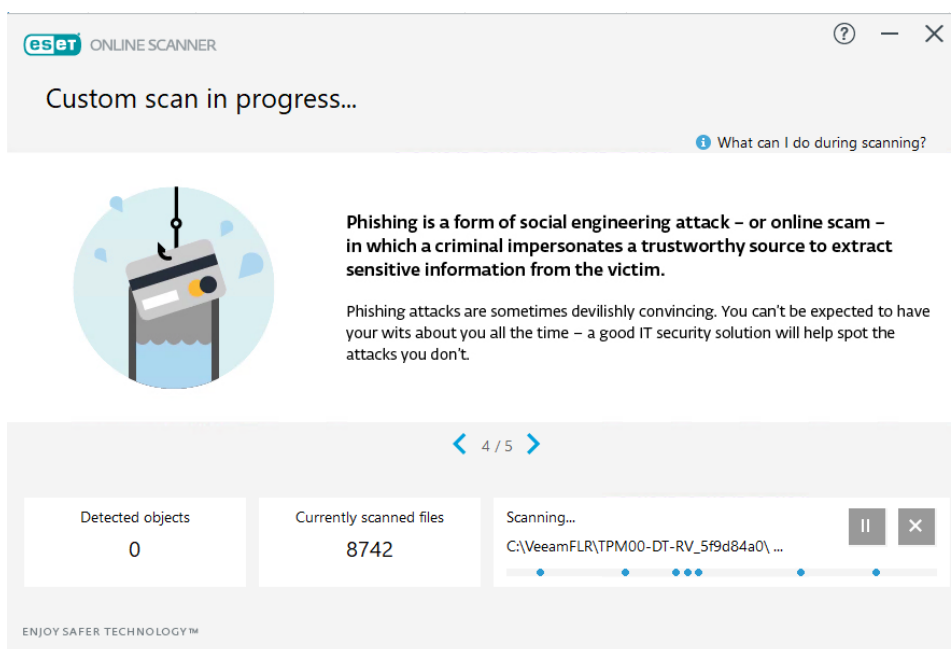 eset ONLINE SCANNER
Custom scan in progress...
What can I do during scanning?
Phishing is a form of social engineering attack – or online scam –
in which a criminal impersonates a trustworthy source to extract
sensitive information from the victim.
Phishing attacks are sometimes devilishly convincing. You can't be expected to have
your wits about you all the time – a good IT security solution will help spot the
attacks you don't.
4 / 5
Detected objects
0
Currently scanned files
8742
Scanning...
C:\VeeamFLR\TPM00-DT-RV_5f9d84a0\ ...
ENJOY SAFER TECHNOLOGY™